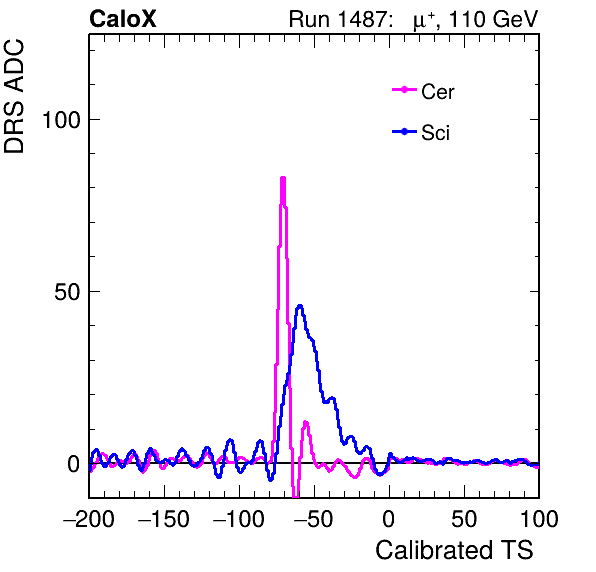 CaloX Run 1487: μ⁺, 110 GeV
DRS ADC
Cer
Sci
100
50
0
−200 −150 −100 −50 0 50 100
Calibrated TS